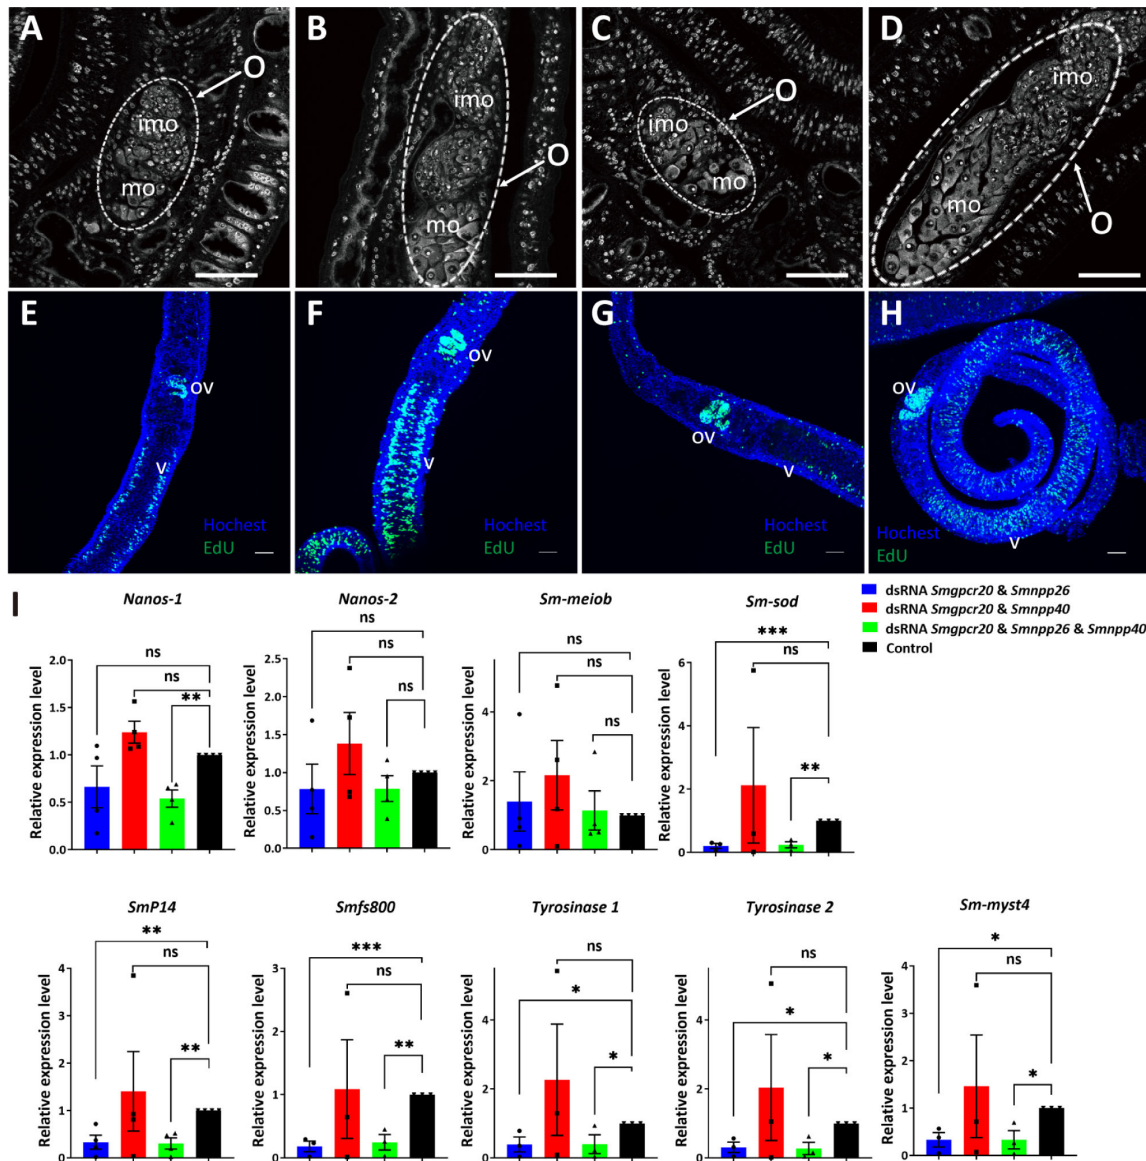 A B C D
O O O O
imo imo imo imo
mo mo mo mo
E F G H
ov ov ov ov
v v v v
Hochest Hochest Hochest Hochest
EdU EdU EdU EdU
I
dsRNA Smgpcr20 & Smnpp26
dsRNA Smgpcr20 & Smnpp40
dsRNA Smgpcr20 & Smnpp26 & Smnpp40
Control
Nanos-1
Relative expression level
2.0
1.5
1.0
0.5
0.0
ns
ns
**
Nanos-2
Relative expression level
2.5
2.0
1.5
1.0
0.5
0.0
ns
ns
ns
Sm-meiob
Relative expression level
4
2
0
ns
ns
ns
Sm-sod
Relative expression level
6
4
2
0
***
ns
**
SmP14
Relative expression level
4
3
2
1
0
**
ns
**
Smfs800
Relative expression level
3
2
1
0
***
ns
**
Tyrosinase 1
Relative expression level
4
2
0
ns
*
*
Tyrosinase 2
Relative expression level
4
2
0
ns
*
*
Sm-myst4
Relative expression level
4
3
2
1
0
*
ns
*